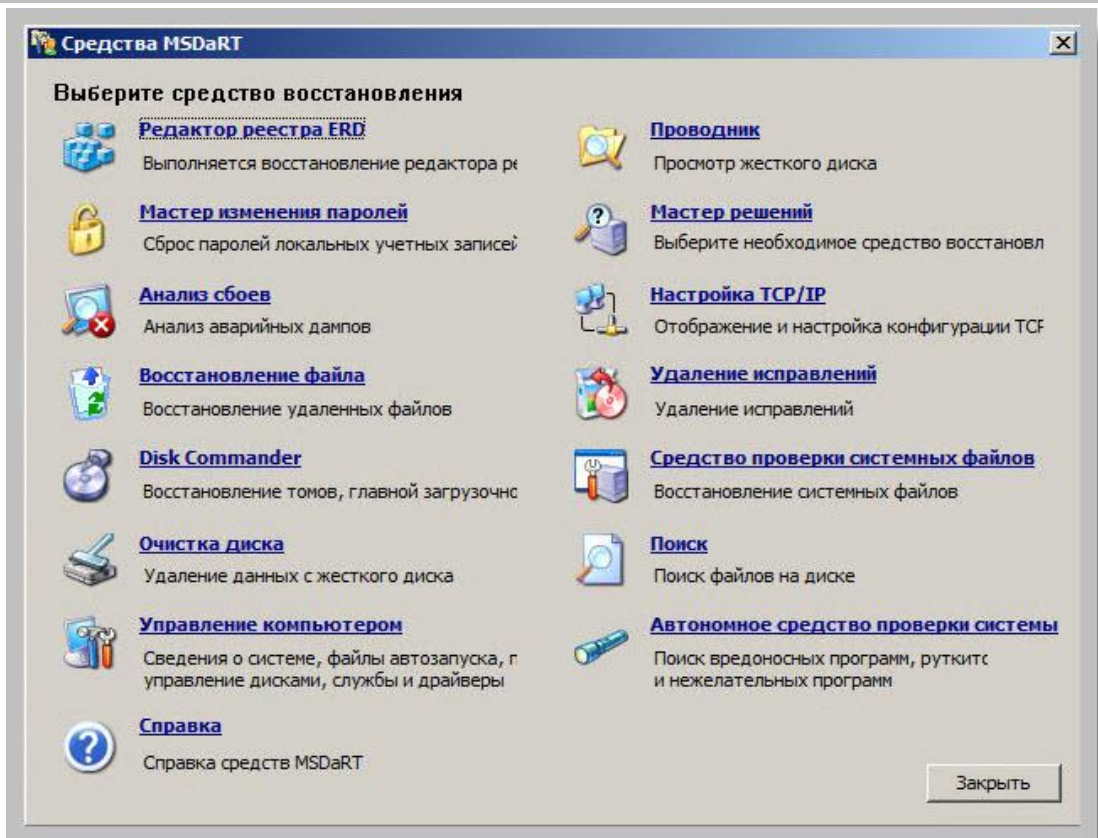 Средства MSDaRT
Выберите средство восстановления
Редактор реестра ERD
Выполняется восстановление редактора ре
Мастер изменения паролей
Сброс паролей локальных учетных записей
Анализ сбоев
Анализ аварийных дампов
Восстановление файла
Восстановление удаленных файлов
Disk Commander
Восстановление томов, главной загрузочно
Очистка диска
Удаление данных с жесткого диска
Управление компьютером
Сведения о системе, файлы автозапуска, п
управление дисками, службы и драйверы
Справка
Справка средств MSDaRT
Проводник
Просмотр жесткого диска
Мастер решений
Выберите необходимое средство восстановл
Настройка TCP/IP
Отображение и настройка конфигурации TCP
Удаление исправлений
Удаление исправлений
Средство проверки системных файлов
Восстановление системных файлов
Поиск
Поиск файлов на диске
Автономное средство проверки системы
Поиск вредоносных программ, руткитс
и нежелательных программ
Закрыть